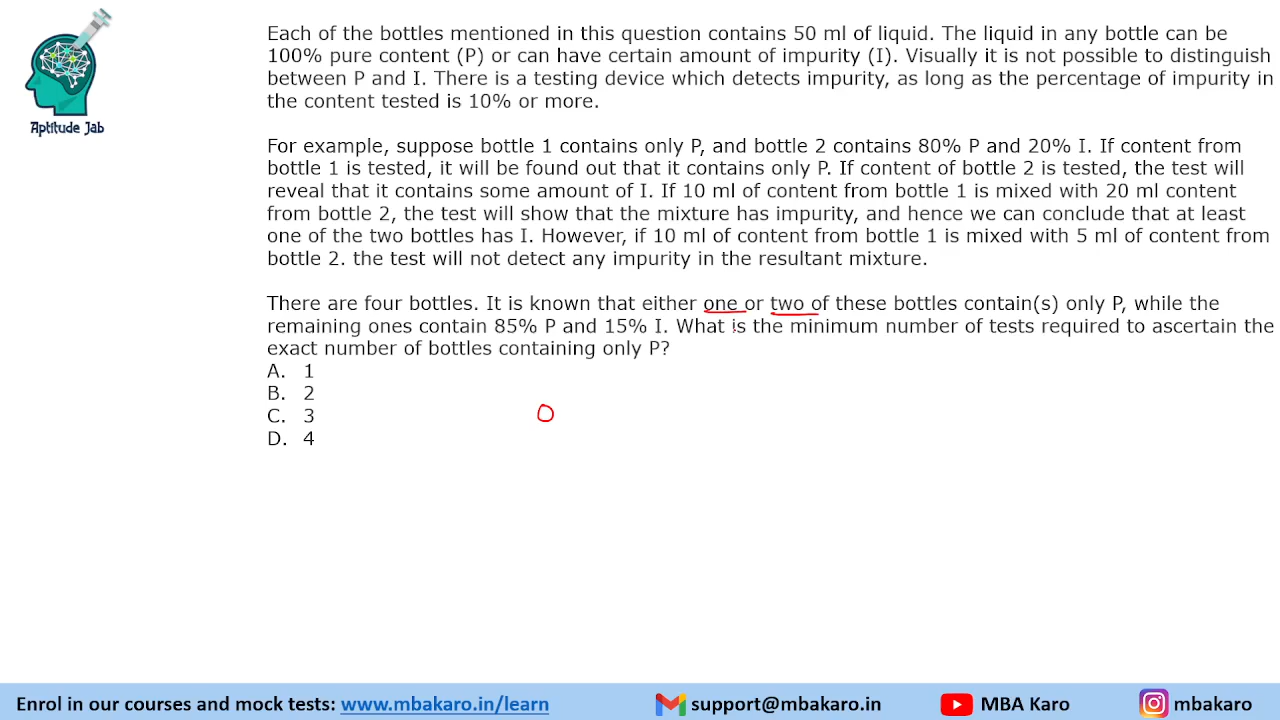 Aptitude Jab
Each of the bottles mentioned in this question contains 50 ml of liquid. The liquid in any bottle can be
100% pure content (P) or can have certain amount of impurity (I). Visually it is not possible to distinguish
between P and I. There is a testing device which detects impurity, as long as the percentage of impurity in
the content tested is 10% or more.
For example, suppose bottle 1 contains only P, and bottle 2 contains 80% P and 20% I. If content from
bottle 1 is tested, it will be found out that it contains only P. If content of bottle 2 is tested, the test will
reveal that it contains some amount of I. If 10 ml of content from bottle 1 is mixed with 20 ml content
from bottle 2, the test will show that the mixture has impurity, and hence we can conclude that at least
one of the two bottles has I. However, if 10 ml of content from bottle 1 is mixed with 5 ml of content from
bottle 2. the test will not detect any impurity in the resultant mixture.
There are four bottles. It is known that either one or two of these bottles contain(s) only P, while the
remaining ones contain 85% P and 15% I. What is the minimum number of tests required to ascertain the
exact number of bottles containing only P?
A. 1
B. 2
C. 3
D. 4
Enrol in our courses and mock tests: www.mbakaro.in/learn support@mbakaro.in MBA Karo mbakaro